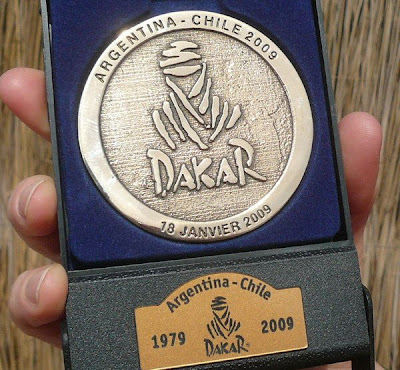 ARGENTINA - CHILE 2009
DAKAR
18 JANVIER 2009
Argentina - Chile
1979 2009
DAKAR